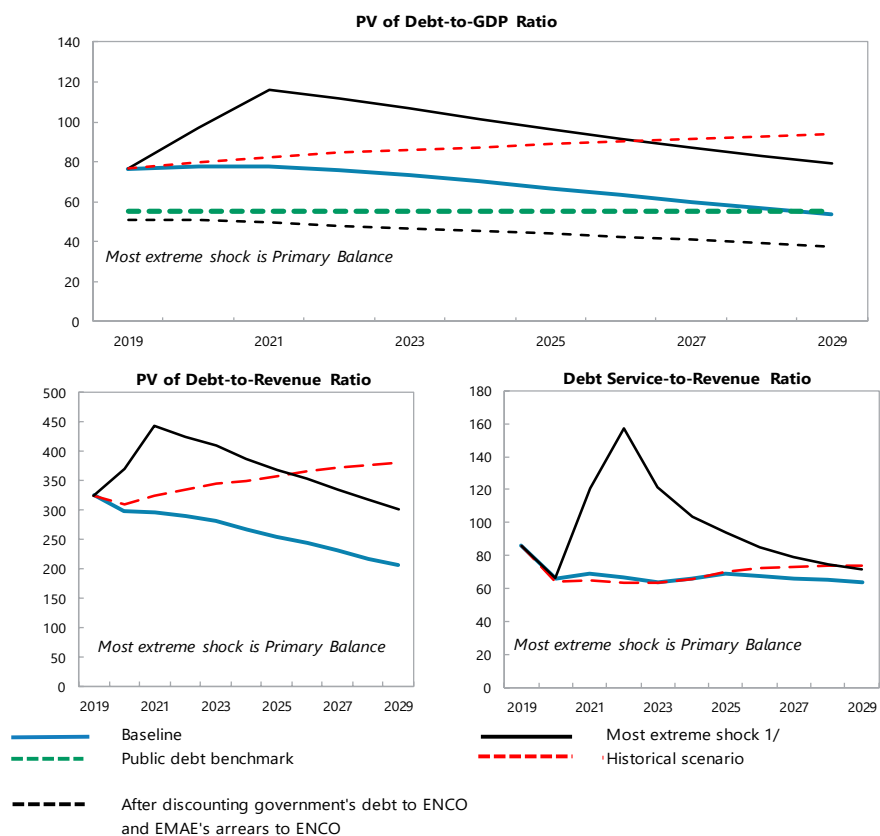 PV of Debt-to-GDP Ratio
140
120
100
80
60
40
20
0
Most extreme shock is Primary Balance
2019 2021 2023 2025 2027 2029
PV of Debt-to-Revenue Ratio
500
450
400
350
300
250
200
150
100
50
0
Most extreme shock is Primary Balance
2019 2021 2023 2025 2027 2029
Debt Service-to-Revenue Ratio
180
160
140
120
100
80
60
40
20
0
Most extreme shock is Primary Balance
2019 2021 2023 2025 2027 2029
Baseline
Public debt benchmark
After discounting government's debt to ENCO
and EMAE's arrears to ENCO
Most extreme shock 1/
Historical scenario